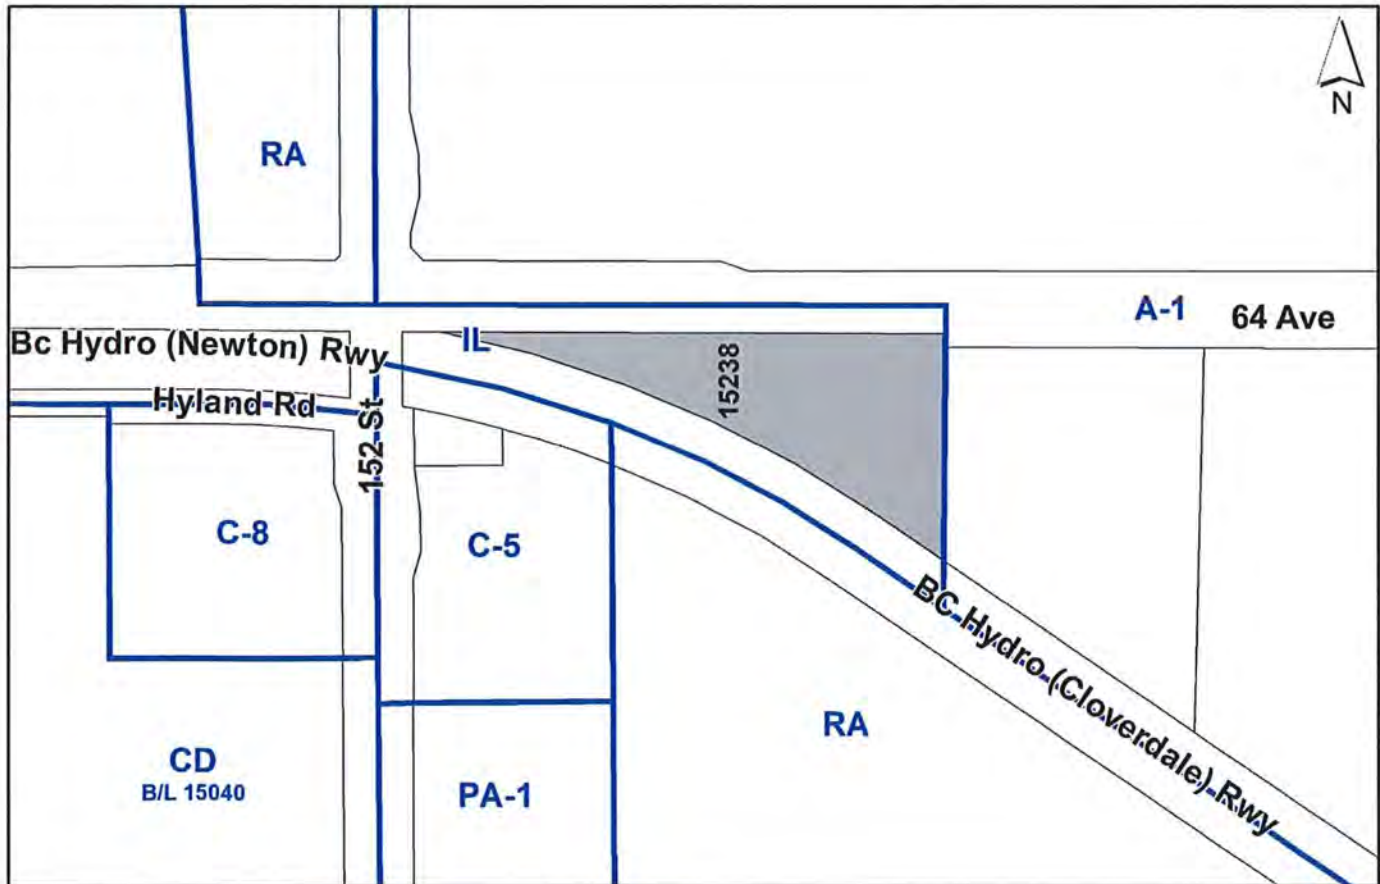 N
RA
A-1
64 Ave
IL
Bc Hydro (Newton) Rwy
15238
Hyland Rd
152 St
C-8
C-5
BC Hydro (Cloverdale) Rwy
RA
CD
B/L 15040
PA-1